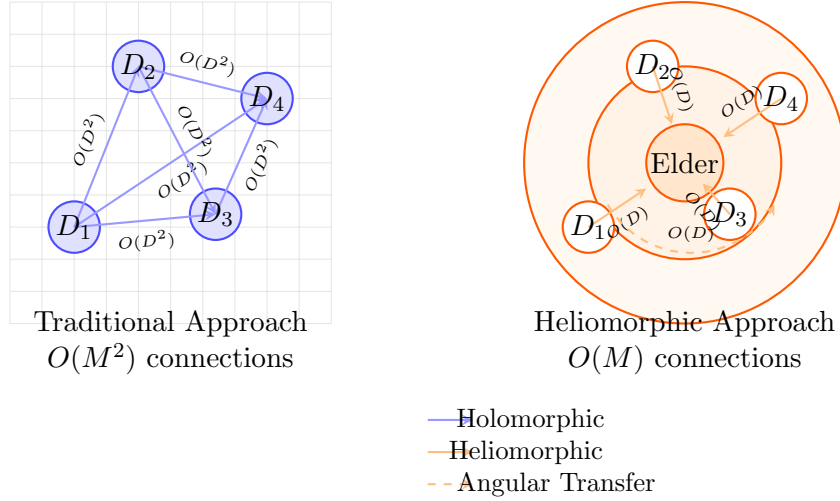 D₂
O(D²)
D₄
O(D²)
O(D²)
O(D²)
O(D²)
D₁
D₃
O(D²)
Traditional Approach
O(M²) connections
D₂
O(D)
O(D)
D₄
Elder
D₁
O(D)
O(D)
D₃
O(D)
Heliomorphic Approach
O(M) connections
Holomorphic
Heliomorphic
Angular Transfer